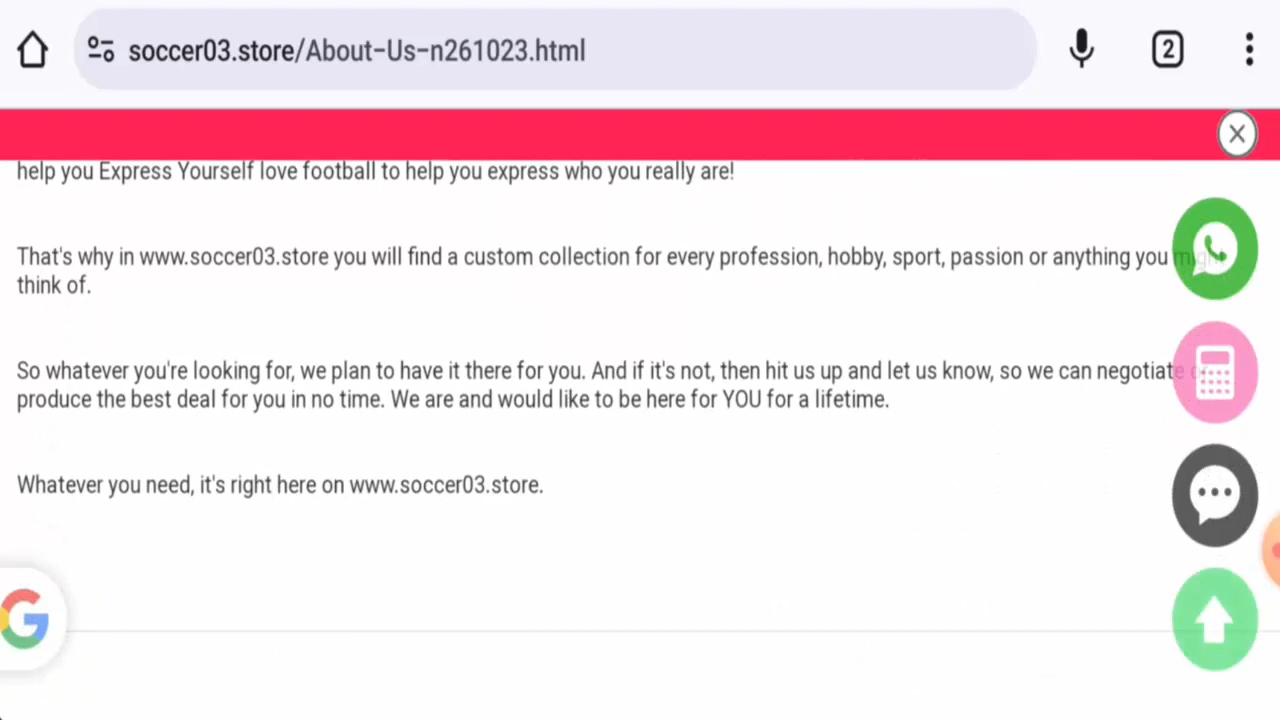 soccer03.store/About-Us-n261023.html
2
help you Express Yourself love football to help you express who you really are!
That's why in www.soccer03.store you will find a custom collection for every profession, hobby, sport, passion or anything you might
think of.
So whatever you're looking for, we plan to have it there for you. And if it's not, then hit us up and let us know, so we can negotiate
produce the best deal for you in no time. We are and would like to be here for YOU for a lifetime.
Whatever you need, it's right here on www.soccer03.store.